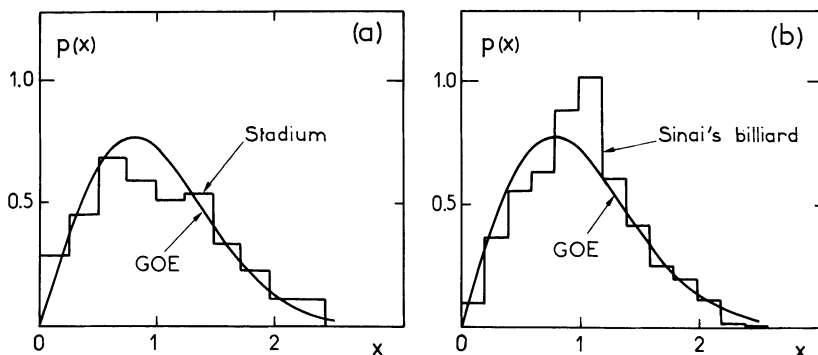 (a)
p(x)
1.0
0.5
Stadium
GOE
0
1
2
x
(b)
p(x)
1.0
0.5
Sinai's billiard
GOE
0
1
2
x